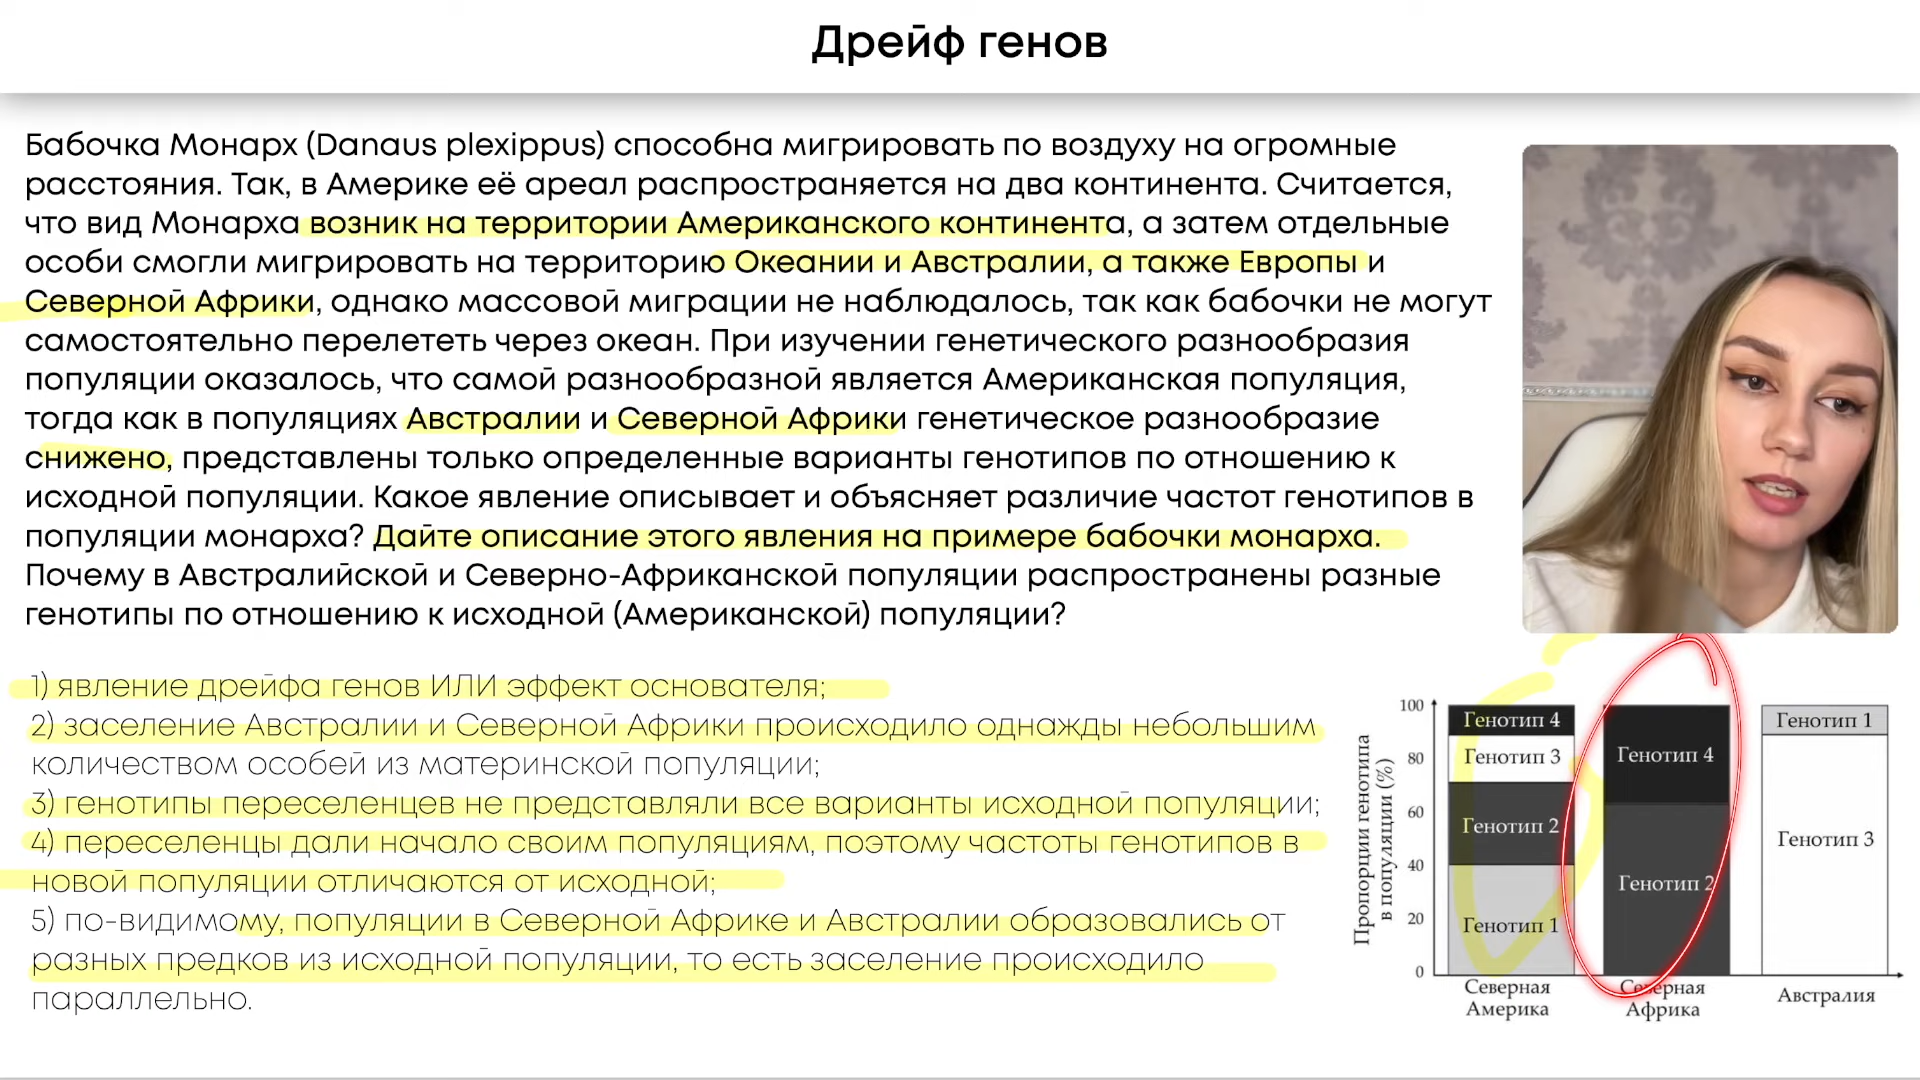 Дрейф генов
Бабочка Монарх (Danaus plexippus) способна мигрировать по воздуху на огромные
расстояния. Так, в Америке её ареал распространяется на два континента. Считается,
что вид Монарха возник на территории Американского континента, а затем отдельные
особи смогли мигрировать на территорию Океании и Австралии, а также Европы и
Северной Африки, однако массовой миграции не наблюдалось, так как бабочки не могут
самостоятельно перелететь через океан. При изучении генетического разнообразия
популяции оказалось, что самой разнообразной является Американская популяция,
тогда как в популяциях Австралии и Северной Африки генетическое разнообразие
снижено, представлены только определенные варианты генотипов по отношению к
исходной популяции. Какое явление описывает и объясняет различие частот генотипов в
популяции монарха? Дайте описание этого явления на примере бабочки монарха.
Почему в Австралийской и Северно-Африканской популяции распространены разные
генотипы по отношению к исходной (Американской) популяции?
1) явление дрейфа генов ИЛИ эффект основателя;
2) заселение Австралии и Северной Африки происходило однажды небольшим
количеством особей из материнской популяции;
3) генотипы переселенцев не представляли все варианты исходной популяции;
4) переселенцы дали начало своим популяциям, поэтому частоты генотипов в
новой популяции отличаются от исходной;
5) по-видимому, популяции в Северной Африке и Австралии образовались от
разных предков из исходной популяции, то есть заселение происходило
параллельно.
Пропорции генотипа
в популяции (%)
100
80
60
40
20
0
Генотип 4
Генотип 3
Генотип 2
Генотип 1
Северная
Америка
Генотип 4
Генотип 2
Северная
Африка
Генотип 1
Генотип 3
Австралия